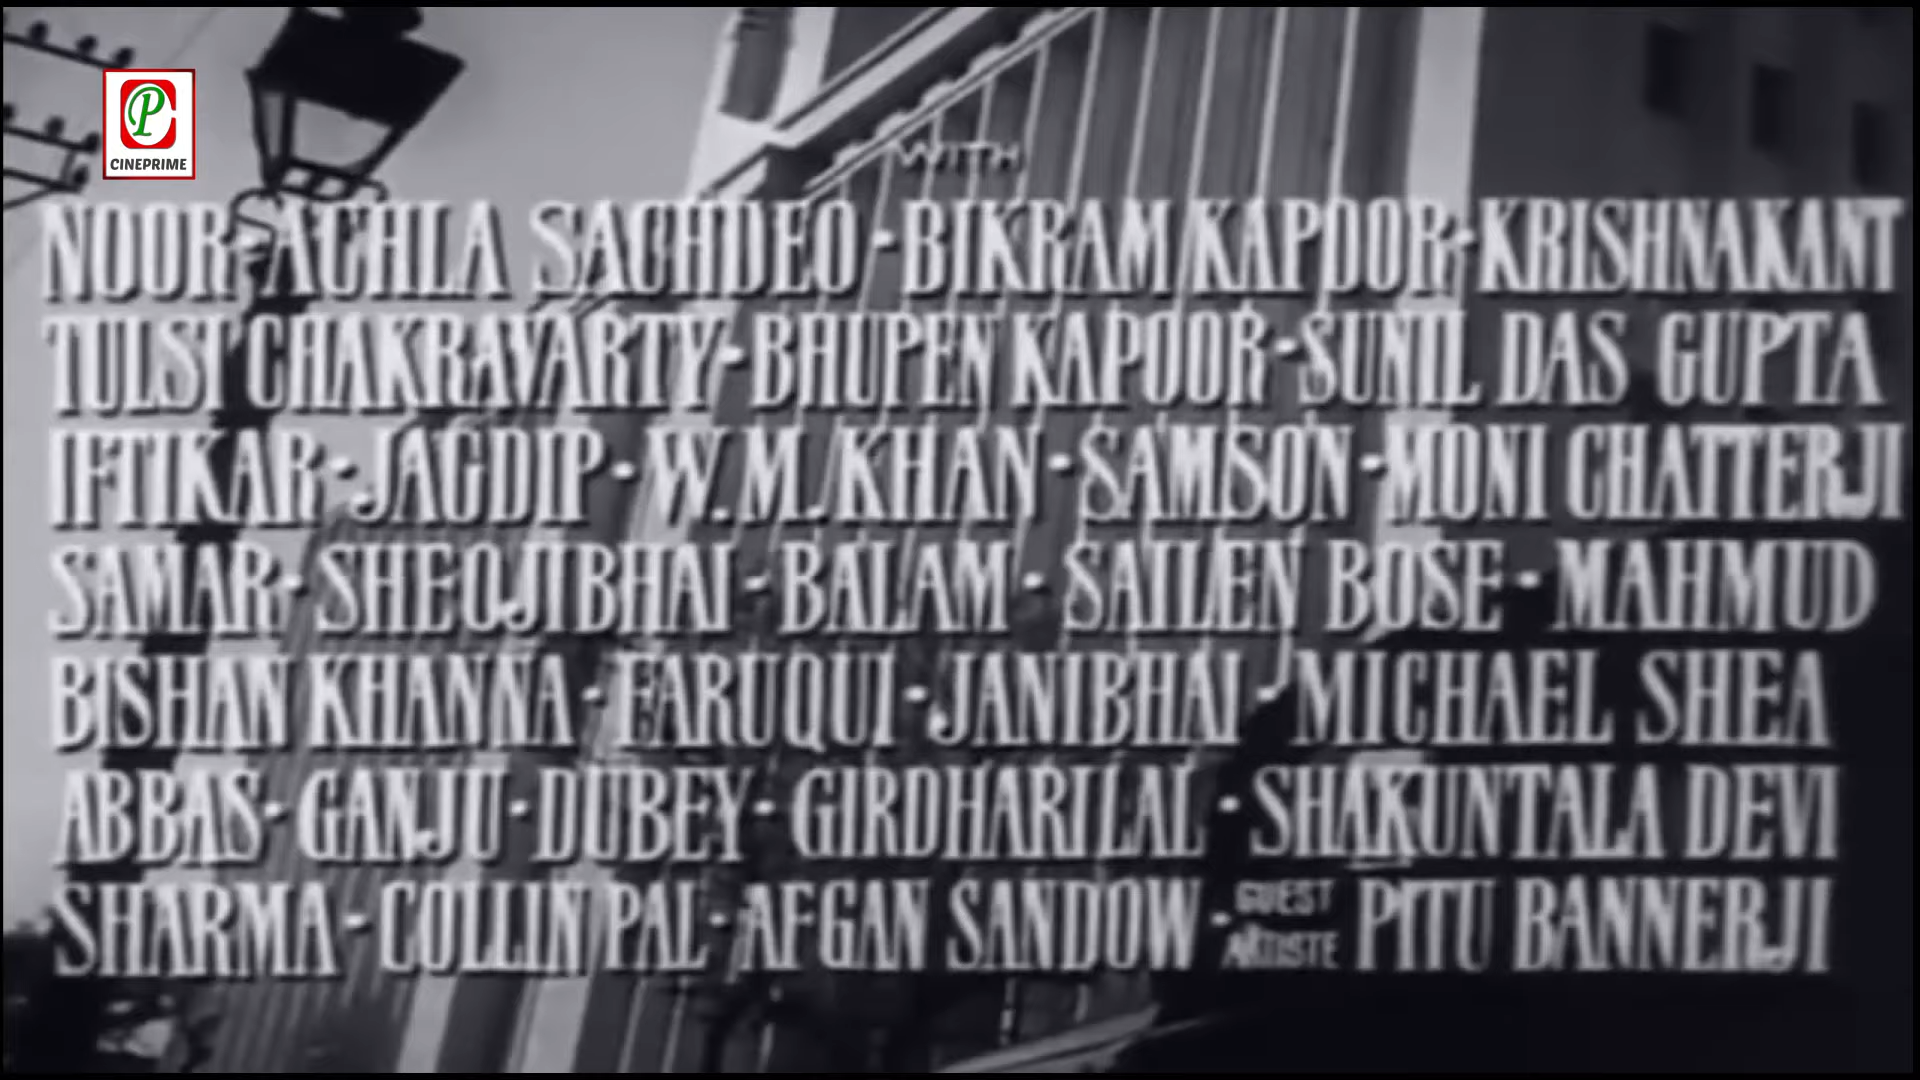 CINEPRIME
WITH
NOOR · ACHLA SACHDEO · BIKRAM KAPOOR · KRISHNAKANT
TULSI CHAKRAVARTY · BHUPEN KAPOOR · SUNIL DAS GUPTA
IFTIKAR · JAGDIP · W.M. KHAN · SAMSON · MONI CHATTERJI
SAMAR · SHEOJIBHAI · BALAM · SAILEN BOSE · MAHMUD
BISHAN KHANNA · FARUQUI · JANIBHAI · MICHAEL SHEA
ABBAS · GANJU · DUBEY · GIRDHARILAL · SHAKUNTALA DEVI
SHARMA · COLLIN PAL · AFGAN SANDOW · GUEST ARTISTE PITU BANNERJI